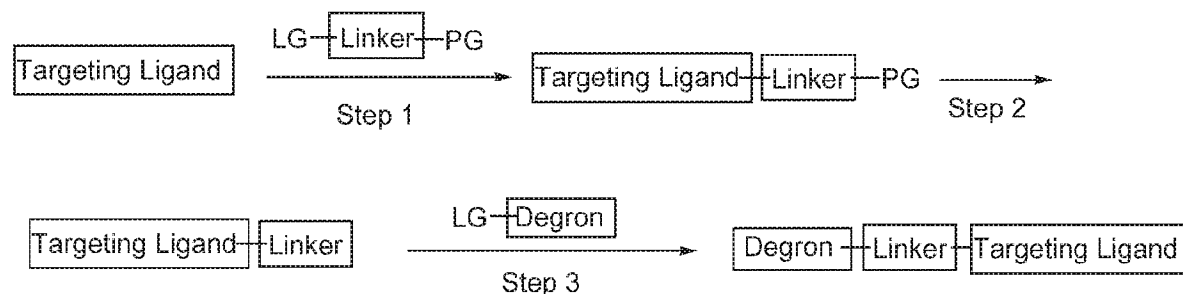 LG Linker PG
Targeting Ligand Targeting Ligand Linker PG
Step 1 Step 2
LG Degron
Targeting Ligand Linker Degron Linker Targeting Ligand
Step 3